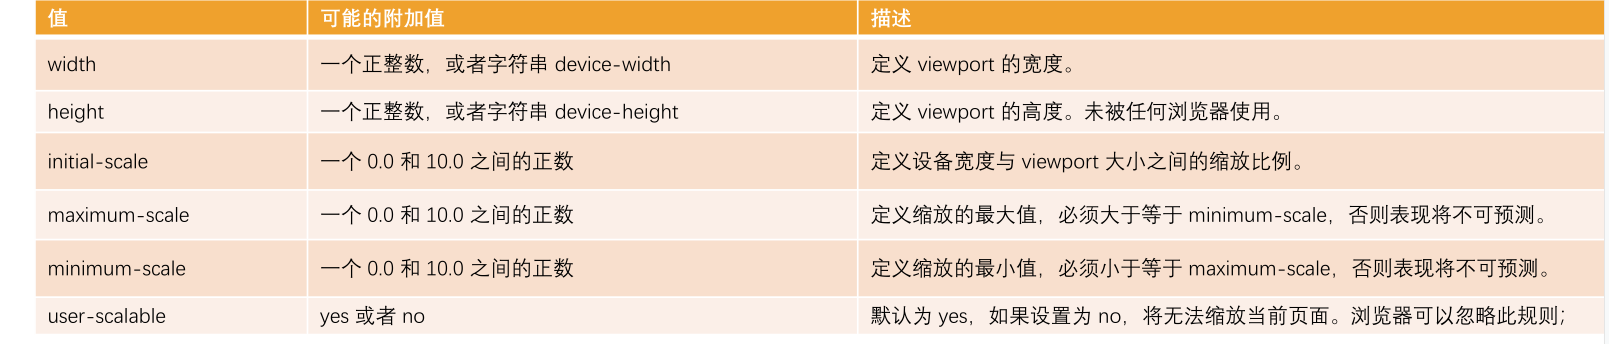 值 可能的附加值 描述
width 一个正整数，或者字符串 device-width 定义 viewport 的宽度。
height 一个正整数，或者字符串 device-height 定义 viewport 的高度。未被任何浏览器使用。
initial-scale 一个 0.0 和 10.0 之间的正数 定义设备宽度与 viewport 大小之间的缩放比例。
maximum-scale 一个 0.0 和 10.0 之间的正数 定义缩放的最大值，必须大于等于 minimum-scale，否则表现将不可预测。
minimum-scale 一个 0.0 和 10.0 之间的正数 定义缩放的最小值，必须小于等于 maximum-scale，否则表现将不可预测。
user-scalable yes 或者 no 默认为 yes，如果设置为 no，将无法缩放当前页面。浏览器可以忽略此规则；